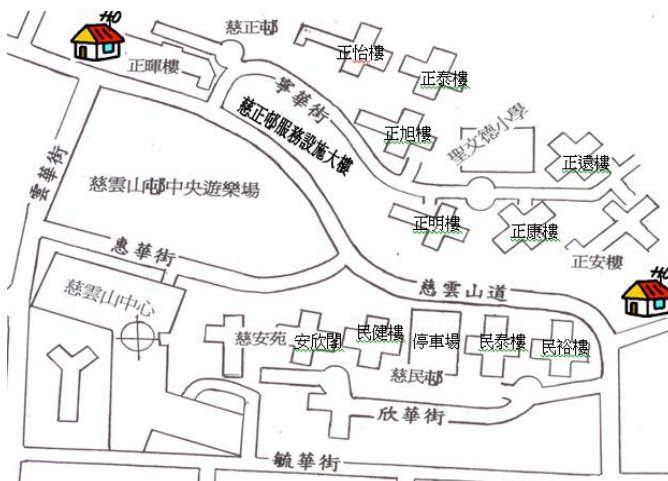 慈正邨
正怡樓
正暉樓
正泰樓
寧華街
正旭樓
聖文德小學
慈正邨服務設施大樓
正遠樓
雲華街
慈雲山邨中央遊樂場
正明樓
正康樓
惠華街
正安樓
慈雲山道
慈雲山中心
慈安苑
安欣閣
民健樓
停車場
民泰樓
民裕樓
慈民邨
欣華街
毓華街